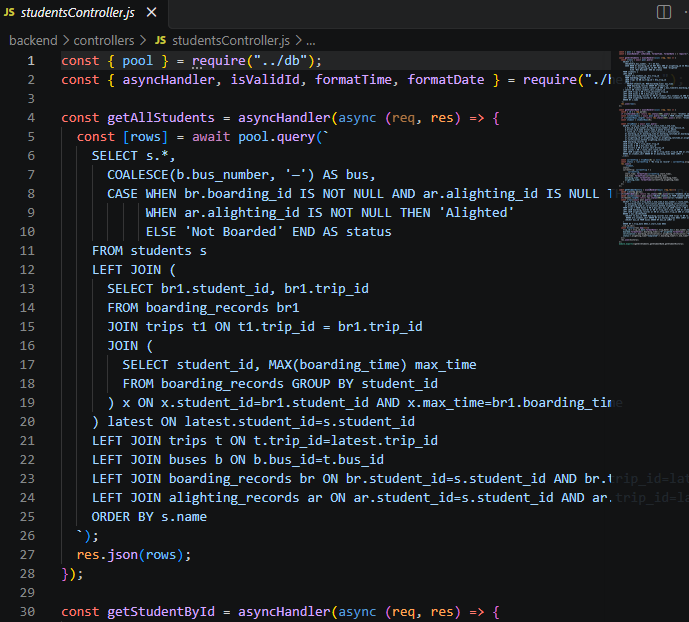 JS studentsController.js ×
backend > controllers > JS studentsController.js > ...
1 const { pool } = require("../db");
2 const { asyncHandler, isValidId, formatTime, formatDate } = require("./h
3
4 const getAllStudents = asyncHandler(async (req, res) => {
5 const [rows] = await pool.query(`
6 SELECT s.*,
7 COALESCE(b.bus_number, '—') AS bus,
8 CASE WHEN br.boarding_id IS NOT NULL AND ar.alighting_id IS NULL T
9 WHEN ar.alighting_id IS NOT NULL THEN 'Alighted'
10 ELSE 'Not Boarded' END AS status
11 FROM students s
12 LEFT JOIN (
13 SELECT br1.student_id, br1.trip_id
14 FROM boarding_records br1
15 JOIN trips t1 ON t1.trip_id = br1.trip_id
16 JOIN (
17 SELECT student_id, MAX(boarding_time) max_time
18 FROM boarding_records GROUP BY student_id
19 ) x ON x.student_id=br1.student_id AND x.max_time=br1.boarding_time
20 ) latest ON latest.student_id=s.student_id
21 LEFT JOIN trips t ON t.trip_id=latest.trip_id
22 LEFT JOIN buses b ON b.bus_id=t.bus_id
23 LEFT JOIN boarding_records br ON br.student_id=s.student_id AND br.trip_id=la
24 LEFT JOIN alighting_records ar ON ar.student_id=s.student_id AND ar.trip_id=la
25 ORDER BY s.name
26 `);
27 res.json(rows);
28 });
29
30 const getStudentById = asyncHandler(async (req, res) => {